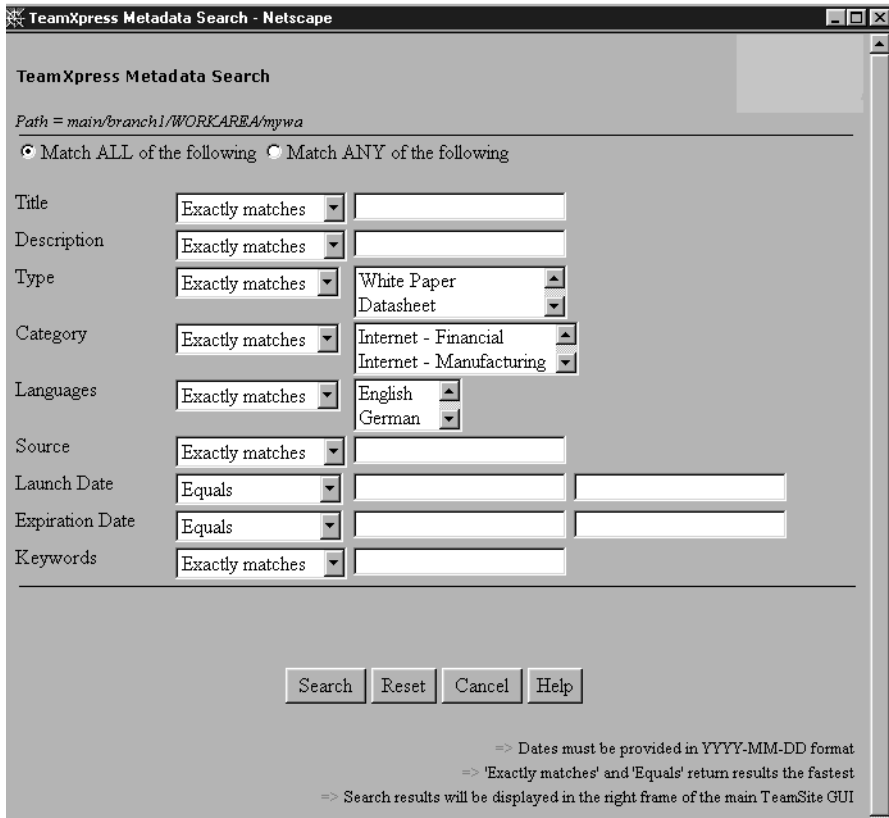 TeamXpress Metadata Search - Netscape
TeamXpress Metadata Search
Path = main/branch1/WORKAREA/mywa
Match ALL of the following Match ANY of the following
Title Exactly matches
Description Exactly matches
Type Exactly matches White Paper
Datasheet
Category Exactly matches Internet - Financial
Internet - Manufacturing
Languages Exactly matches English
German
Source Exactly matches
Launch Date Equals
Expiration Date Equals
Keywords Exactly matches
Search Reset Cancel Help
=> Dates must be provided in YYYY-MM-DD format
=> 'Exactly matches' and 'Equals' return results the fastest
=> Search results will be displayed in the right frame of the main TeamSite GUI